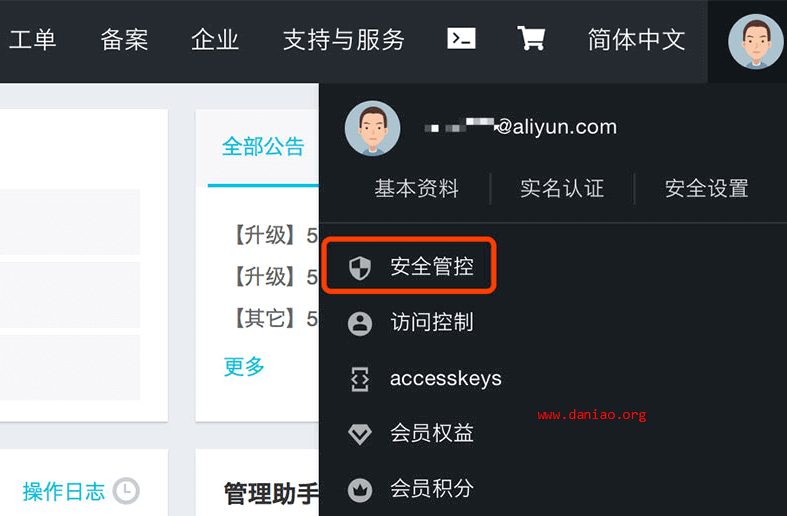 工单 备案 企业 支持与服务 简体中文
@aliyun.com
全部公告
基本资料 实名认证 安全设置
【升级】5
安全管控
【升级】5
【其它】5
访问控制
更多
accesskeys
www.daniao.org
会员权益
操作日志
管理助手
会员积分